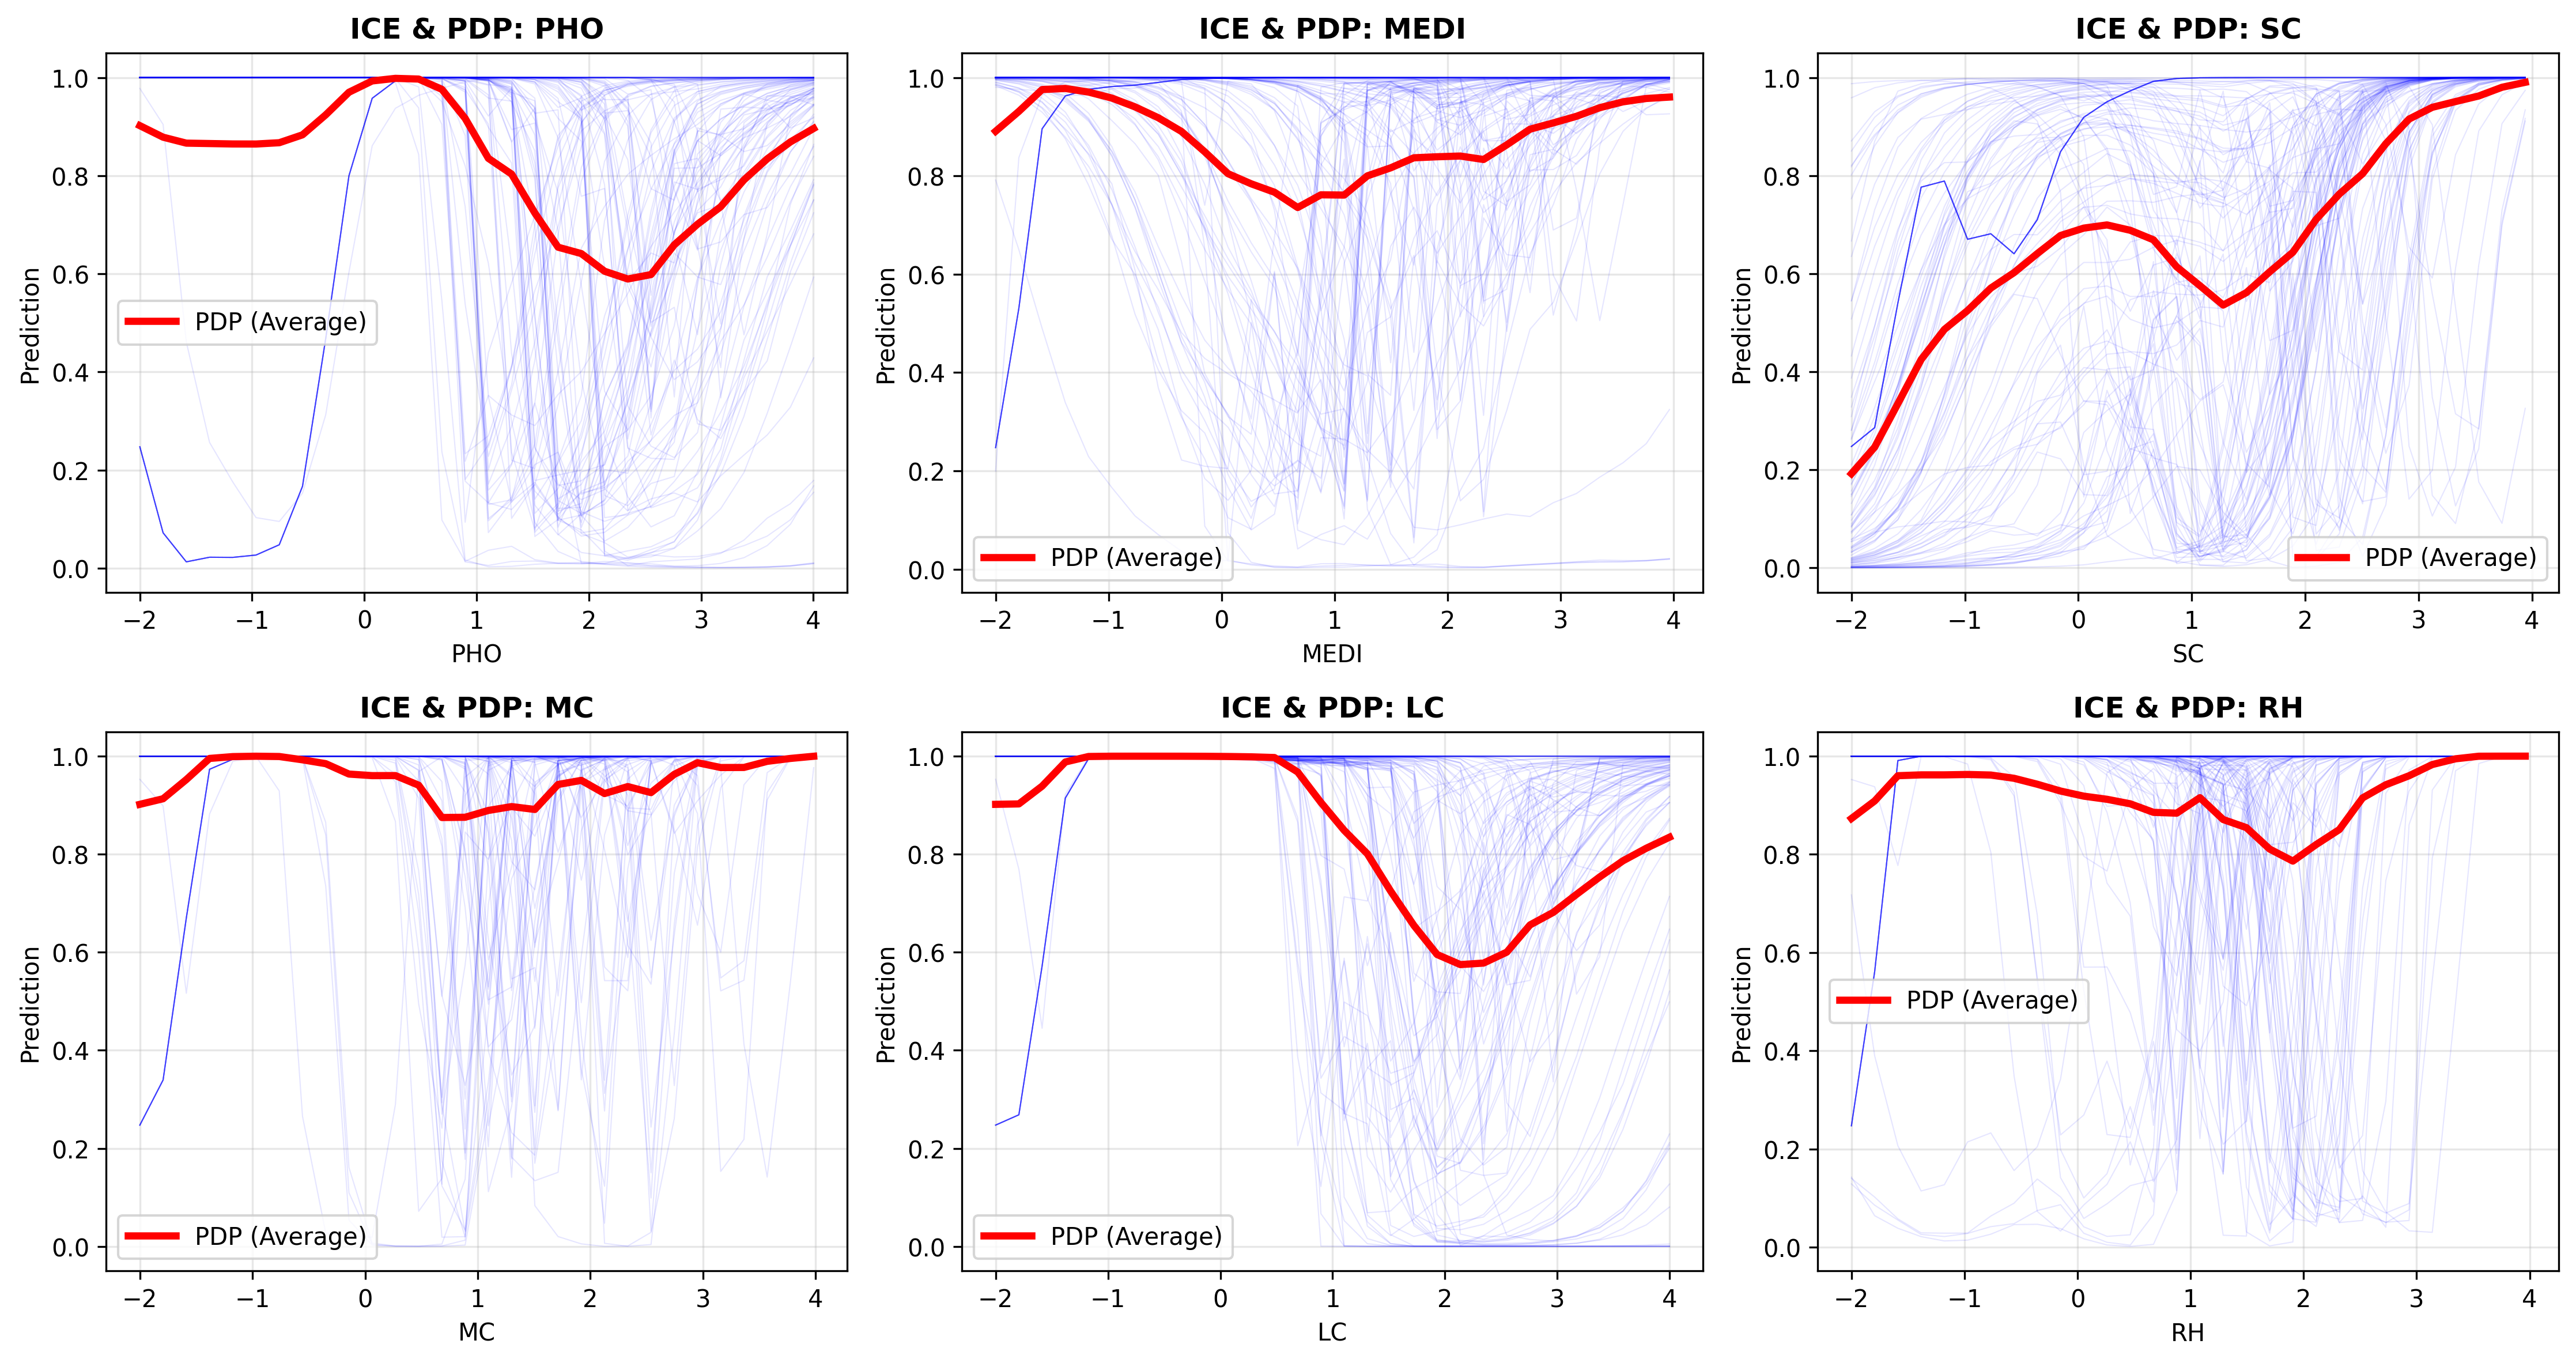 ICE & PDP: PHO
1.0
0.8
0.6
0.4
0.2
0.0
Prediction
PDP (Average)
−2 −1 0 1 2 3 4
PHO
ICE & PDP: MEDI
1.0
0.8
0.6
0.4
0.2
0.0
Prediction
PDP (Average)
−2 −1 0 1 2 3 4
MEDI
ICE & PDP: SC
1.0
0.8
0.6
0.4
0.2
0.0
Prediction
PDP (Average)
−2 −1 0 1 2 3 4
SC
ICE & PDP: MC
1.0
0.8
0.6
0.4
0.2
0.0
Prediction
PDP (Average)
−2 −1 0 1 2 3 4
MC
ICE & PDP: LC
1.0
0.8
0.6
0.4
0.2
0.0
Prediction
PDP (Average)
−2 −1 0 1 2 3 4
LC
ICE & PDP: RH
1.0
0.8
0.6
0.4
0.2
0.0
Prediction
PDP (Average)
−2 −1 0 1 2 3 4
RH